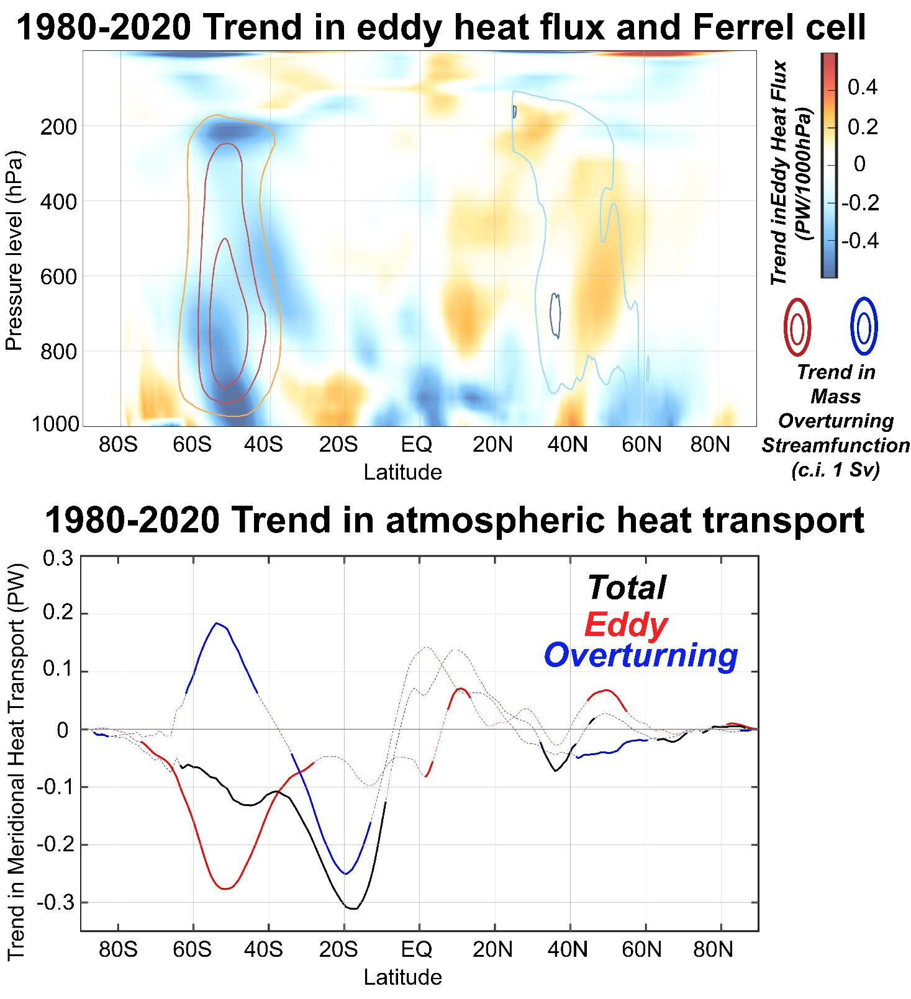 1980-2020 Trend in eddy heat flux and Ferrel cell
Pressure level (hPa)
200
400
600
800
1000
80S 60S 40S 20S EQ 20N 40N 60N 80N
Latitude
Trend inEddy Heat Flux
(PW/1000hPa)
0.4
0.2
0
-0.2
-0.4
Trend in
Mass
Overturning
Streamfunction
(c.i. 1 Sv)
1980-2020 Trend in atmospheric heat transport
Trend in Meridional Heat Transport (PW)
0.3
0.2
0.1
0
-0.1
-0.2
-0.3
Total
Eddy
Overturning
80S 60S 40S 20S EQ 20N 40N 60N 80N
Latitude